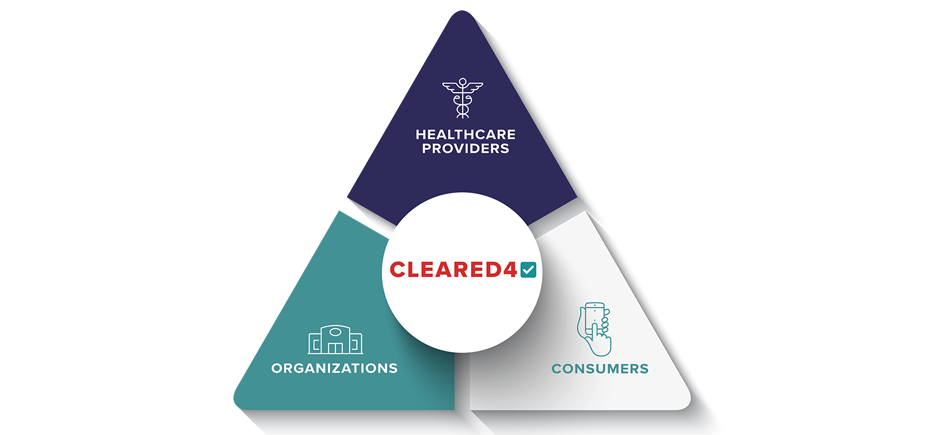 HEALTHCARE
PROVIDERS
CLEARED4
ORGANIZATIONS
CONSUMERS